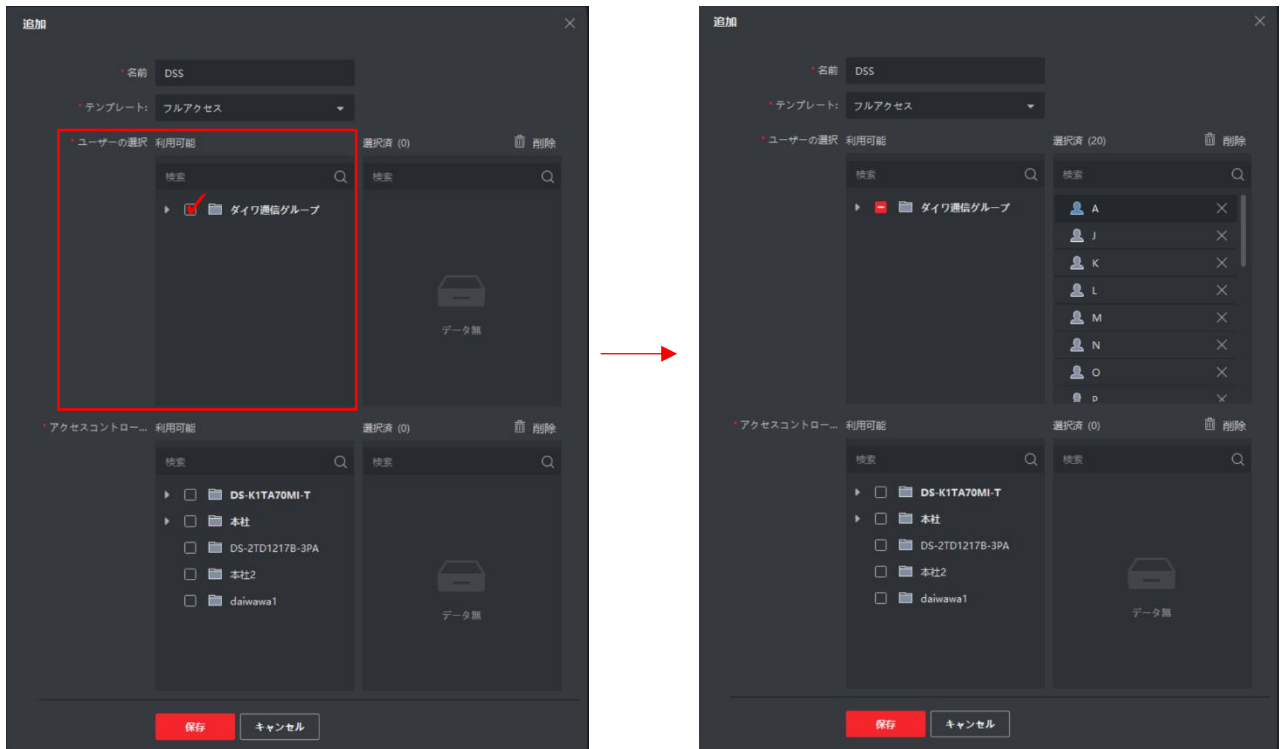 追加
*名前 DSS
*テンプレート: フルアクセス
*ユーザーの選択 利用可能 選択済 (0) 削除
検索 検索
ダイワ通信グループ
データ無
*アクセスコントロー... 利用可能 選択済 (0) 削除
検索 検索
DS-K1TA70MI-T
本社
DS-2TD1217B-3PA
本社2
daiwawa1
データ無
保存 キャンセル
追加
*名前 DSS
*テンプレート: フルアクセス
*ユーザーの選択 利用可能 選択済 (20) 削除
検索 検索
ダイワ通信グループ
A
J
K
L
M
N
O
P
*アクセスコントロー... 利用可能 選択済 (0) 削除
検索 検索
DS-K1TA70MI-T
本社
DS-2TD1217B-3PA
本社2
daiwawa1
データ無
保存 キャンセル